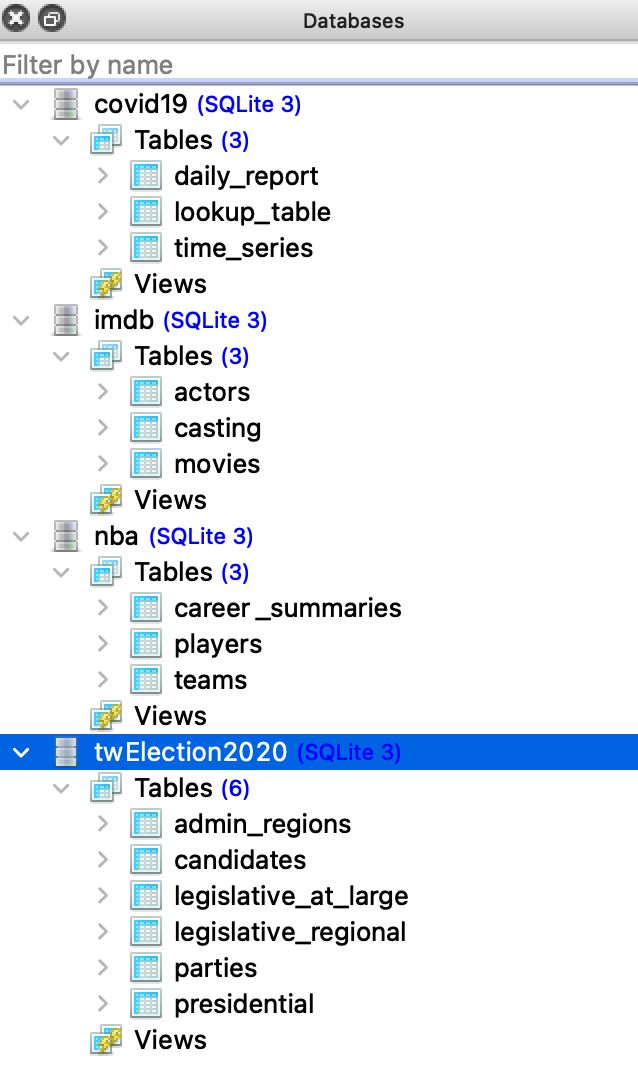 Databases
Filter by name
covid19 (SQLite 3)
Tables (3)
daily_report
lookup_table
time_series
Views
imdb (SQLite 3)
Tables (3)
actors
casting
movies
Views
nba (SQLite 3)
Tables (3)
career_summaries
players
teams
Views
twElection2020 (SQLite 3)
Tables (6)
admin_regions
candidates
legislative_at_large
legislative_regional
parties
presidential
Views